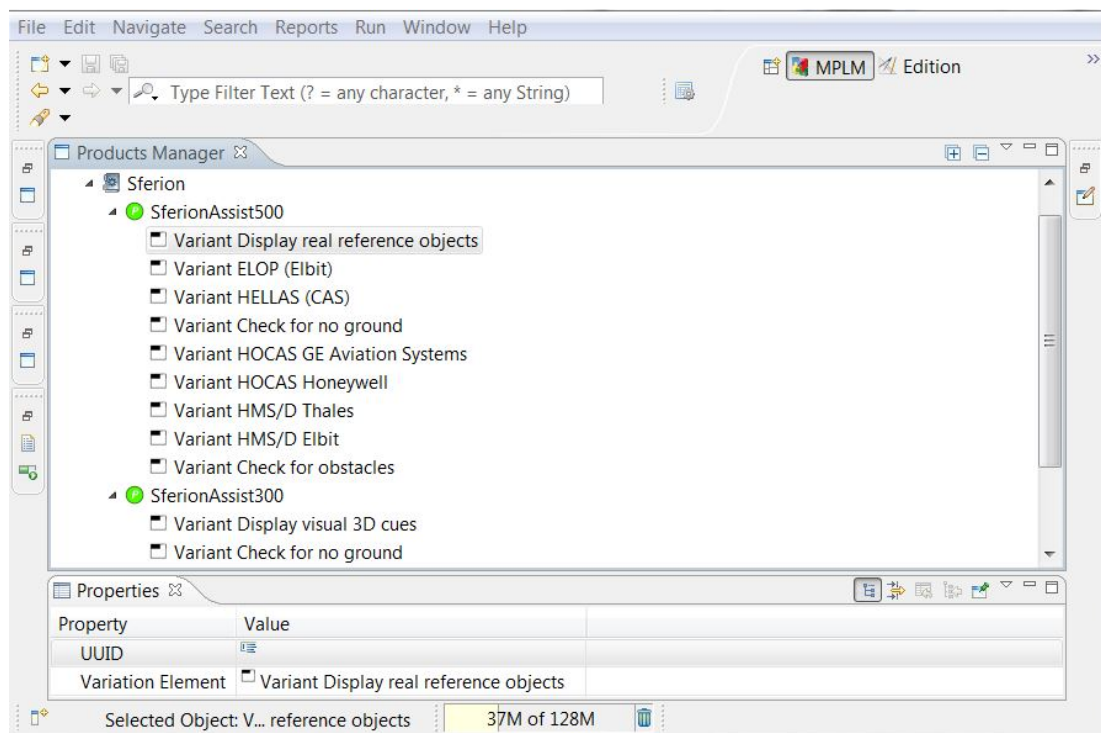 File Edit Navigate Search Reports Run Window Help
MPLM Edition
Type Filter Text (? = any character, * = any String)
Products Manager
Sferion
SferionAssist500
Variant Display real reference objects
Variant ELOP (Elbit)
Variant HELLAS (CAS)
Variant Check for no ground
Variant HOCAS GE Aviation Systems
Variant HOCAS Honeywell
Variant HMS/D Thales
Variant HMS/D Elbit
Variant Check for obstacles
SferionAssist300
Variant Display visual 3D cues
Variant Check for no ground
Properties
Property Value
UUID
Variation Element Variant Display real reference objects
Selected Object: V... reference objects 37M of 128M